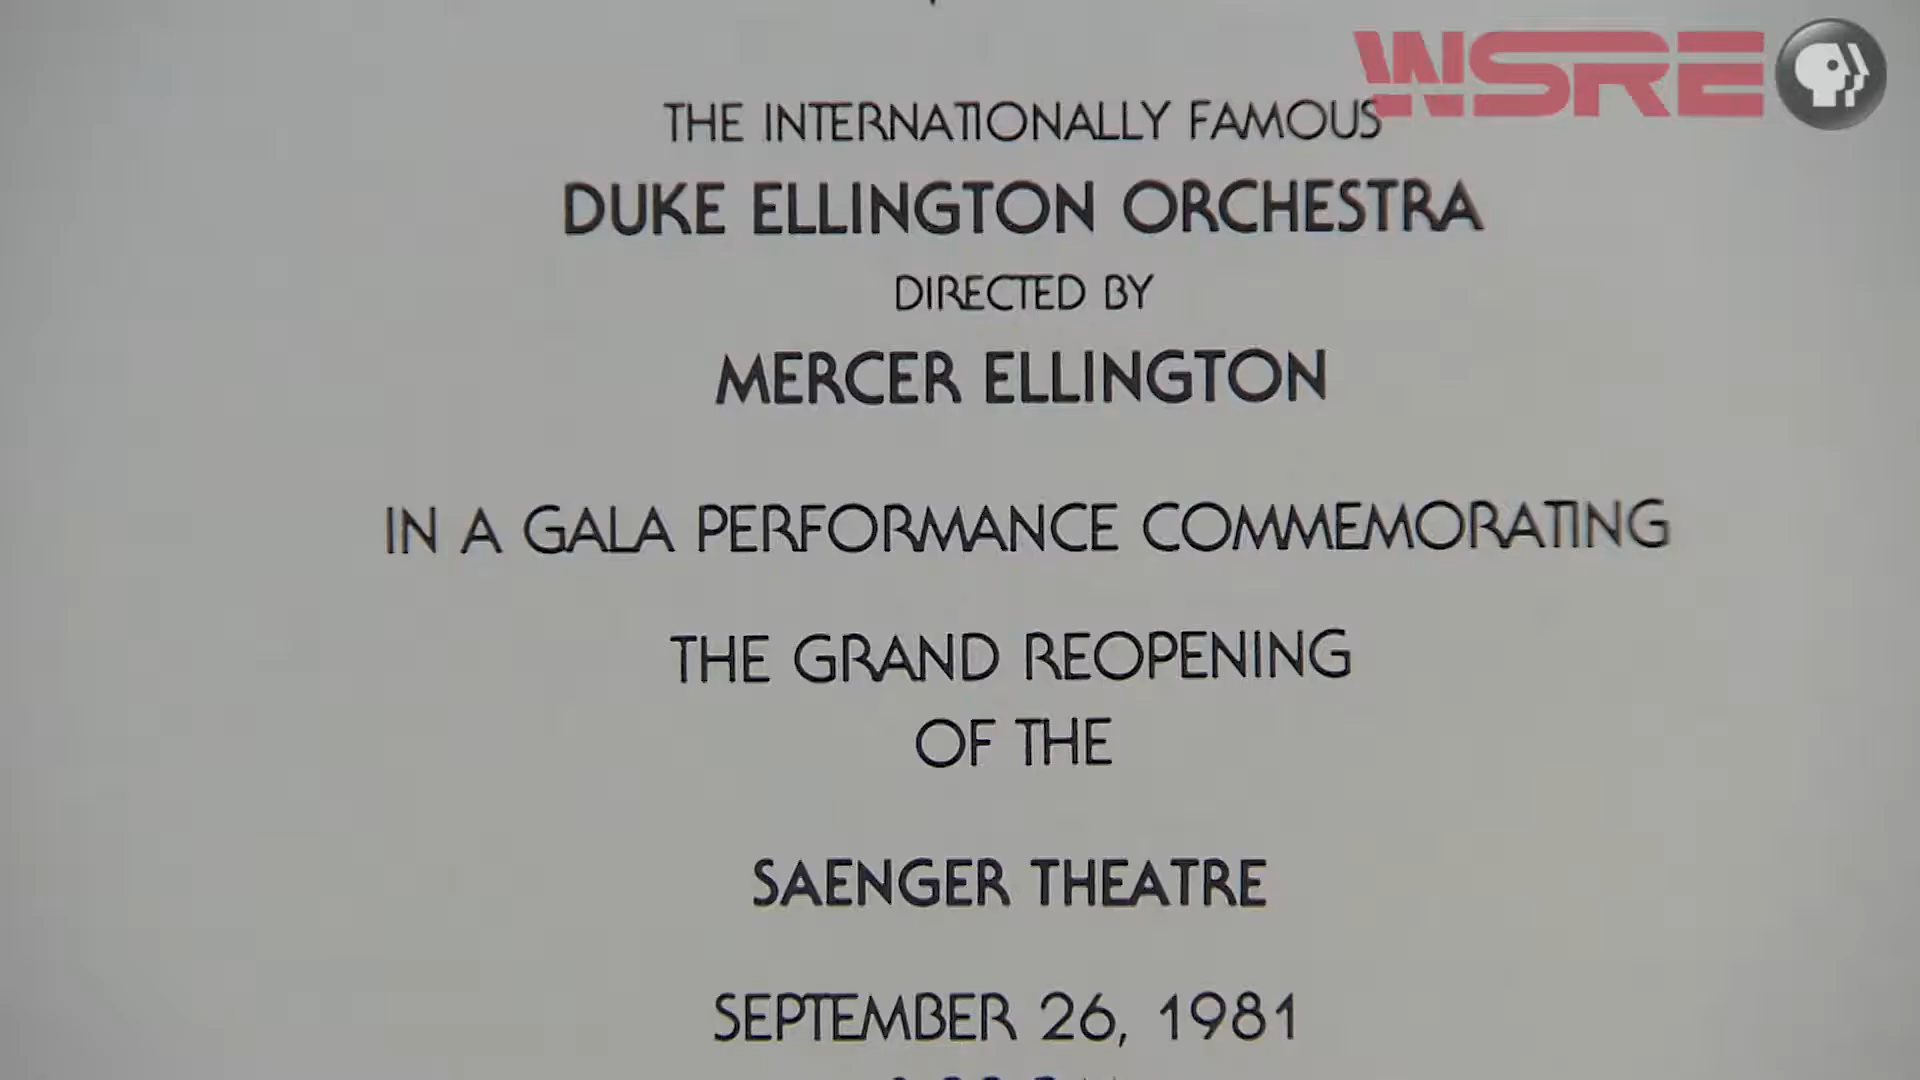 WSRE
THE INTERNATIONALLY FAMOUS
DUKE ELLINGTON ORCHESTRA
DIRECTED BY
MERCER ELLINGTON
IN A GALA PERFORMANCE COMMEMORATING
THE GRAND REOPENING
OF THE
SAENGER THEATRE
SEPTEMBER 26, 1981